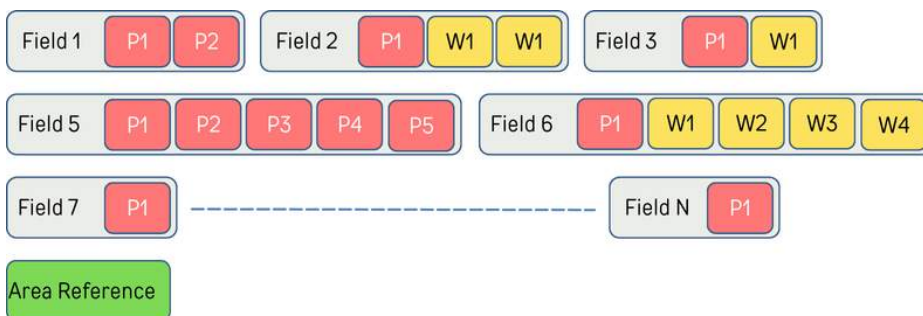 Field 1 P1 P2 Field 2 P1 W1 W1 Field 3 P1 W1
Field 5 P1 P2 P3 P4 P5 Field 6 P1 W1 W2 W3 W4
Field 7 P1 Field N P1
Area Reference